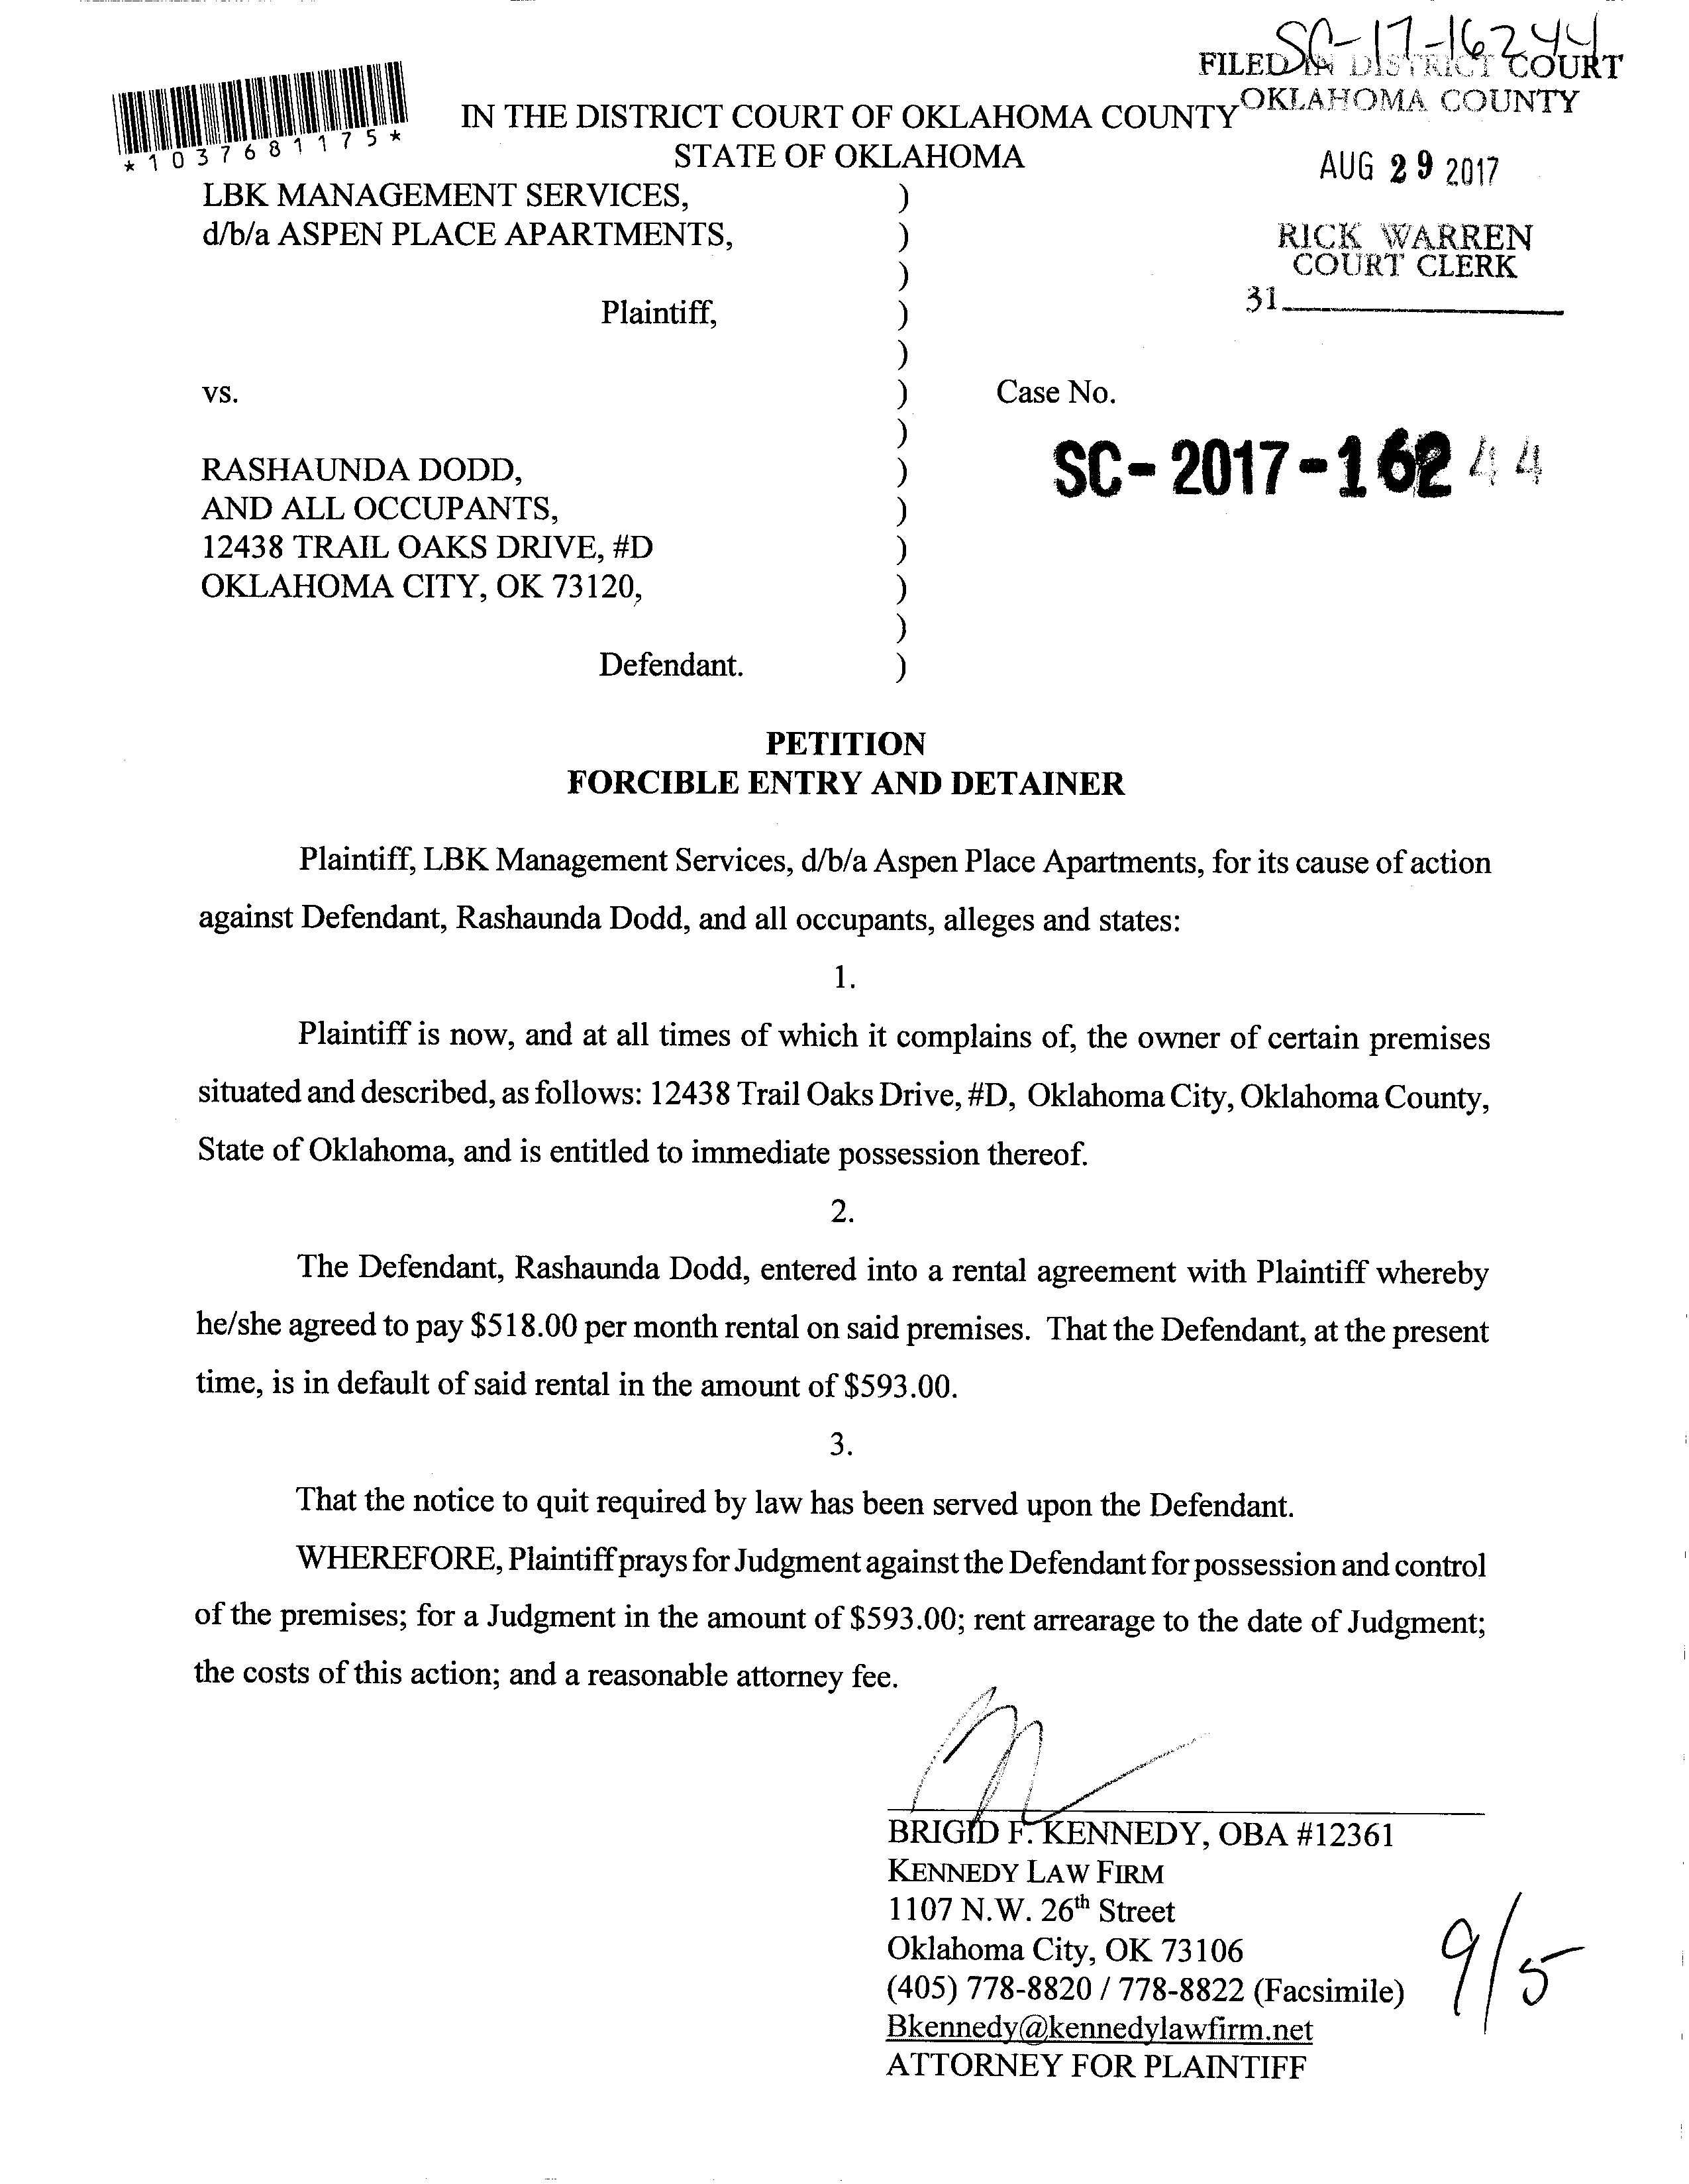 SC-17-16244
FILED IN DISTRICT COURT
OKLAHOMA COUNTY
*1037681175*
IN THE DISTRICT COURT OF OKLAHOMA COUNTY
STATE OF OKLAHOMA
AUG 29 2017
RICK WARREN
COURT CLERK
31
LBK MANAGEMENT SERVICES, )
d/b/a ASPEN PLACE APARTMENTS, )
)
Plaintiff, )
)
vs. ) Case No.
)
SC-2017-16244
RASHAUNDA DODD, )
AND ALL OCCUPANTS, )
12438 TRAIL OAKS DRIVE, #D )
OKLAHOMA CITY, OK 73120, )
)
Defendant. )
PETITION
FORCIBLE ENTRY AND DETAINER
Plaintiff, LBK Management Services, d/b/a Aspen Place Apartments, for its cause of action
against Defendant, Rashaunda Dodd, and all occupants, alleges and states:
1.
Plaintiff is now, and at all times of which it complains of, the owner of certain premises
situated and described, as follows: 12438 Trail Oaks Drive, #D, Oklahoma City, Oklahoma County,
State of Oklahoma, and is entitled to immediate possession thereof.
2.
The Defendant, Rashaunda Dodd, entered into a rental agreement with Plaintiff whereby
he/she agreed to pay $518.00 per month rental on said premises. That the Defendant, at the present
time, is in default of said rental in the amount of $593.00.
3.
That the notice to quit required by law has been served upon the Defendant.
WHEREFORE, Plaintiff prays for Judgment against the Defendant for possession and control
of the premises; for a Judgment in the amount of $593.00; rent arrearage to the date of Judgment;
the costs of this action; and a reasonable attorney fee.
BRIGID F. KENNEDY, OBA #12361
KENNEDY LAW FIRM
1107 N.W. 26th Street
Oklahoma City, OK 73106
(405) 778-8820 / 778-8822 (Facsimile)
Bkennedy@kennedylawfirm.net
ATTORNEY FOR PLAINTIFF
9/5